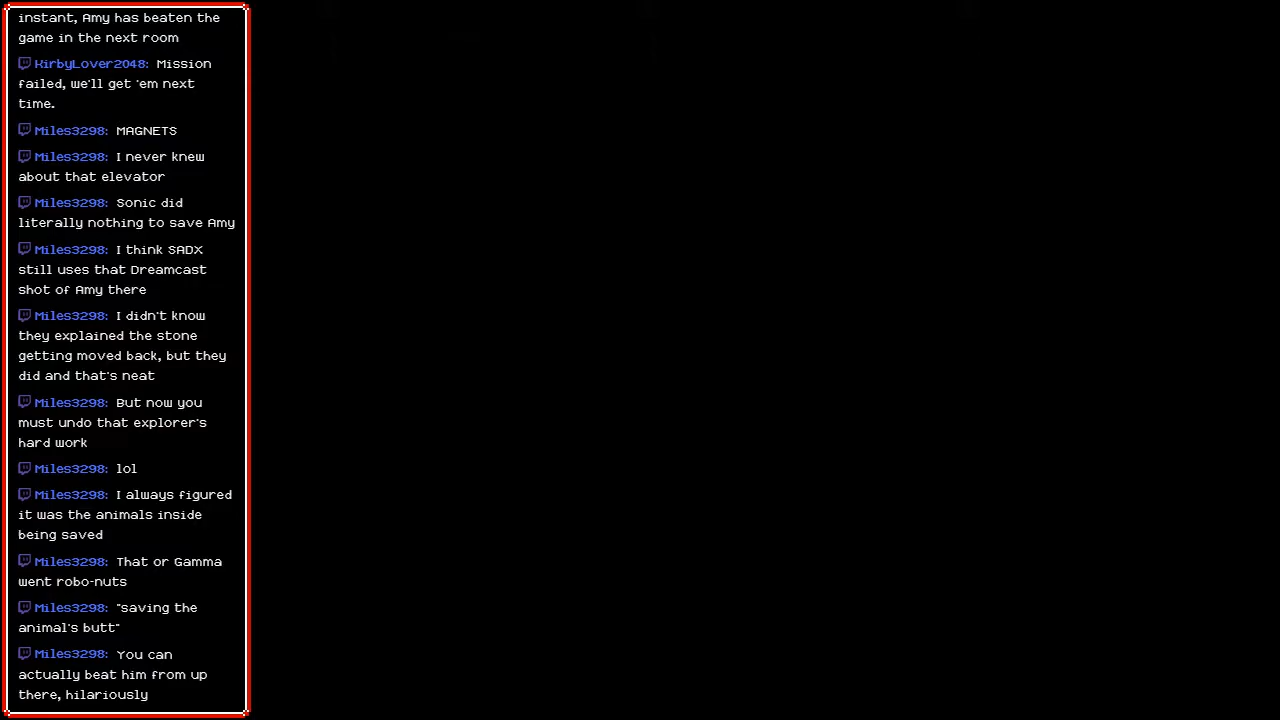 instant, Amy has beaten the
game in the next room
KirbyLover2048: Mission
failed, we'll get 'em next
time.
Miles3298: MAGNETS
Miles3298: I never knew
about that elevator
Miles3298: Sonic did
literally nothing to save Amy
Miles3298: I think SADX
still uses that Dreamcast
shot of Amy there
Miles3298: I didn't know
they explained the stone
getting moved back, but they
did and that's neat
Miles3298: But now you
must undo that explorer's
hard work
Miles3298: lol
Miles3298: I always figured
it was the animals inside
being saved
Miles3298: That or Gamma
went robo-nuts
Miles3298: "saving the
animal's butt"
Miles3298: You can
actually beat him from up
there, hilariously